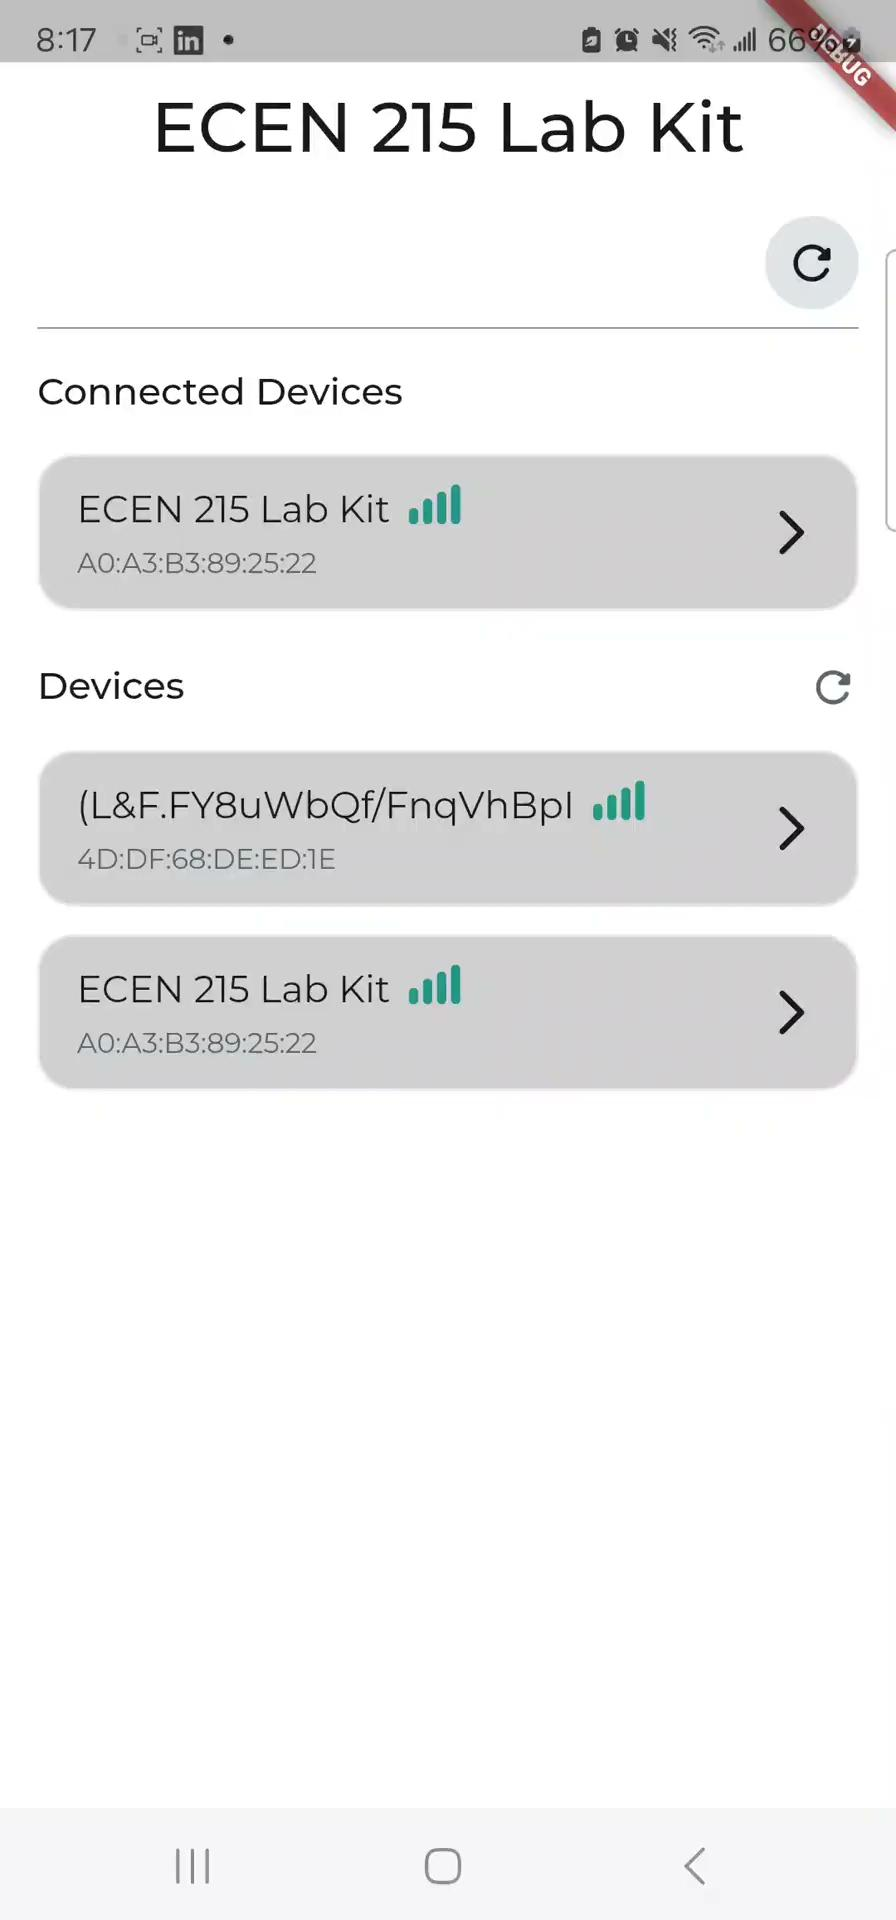 8:17 in 66%
DEBUG
ECEN 215 Lab Kit
Connected Devices
ECEN 215 Lab Kit
A0:A3:B3:89:25:22
Devices
(L&F.FY8uWbQf/FnqVhBpI
4D:DF:68:DE:ED:1E
ECEN 215 Lab Kit
A0:A3:B3:89:25:22